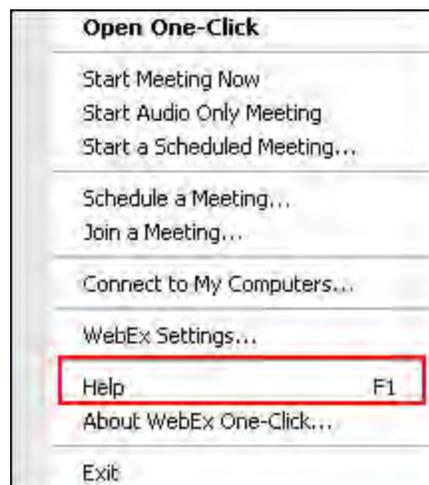 Open One-Click
Start Meeting Now
Start Audio Only Meeting
Start a Scheduled Meeting...
Schedule a Meeting...
Join a Meeting...
Connect to My Computers...
WebEx Settings...
Help F1
About WebEx One-Click...
Exit